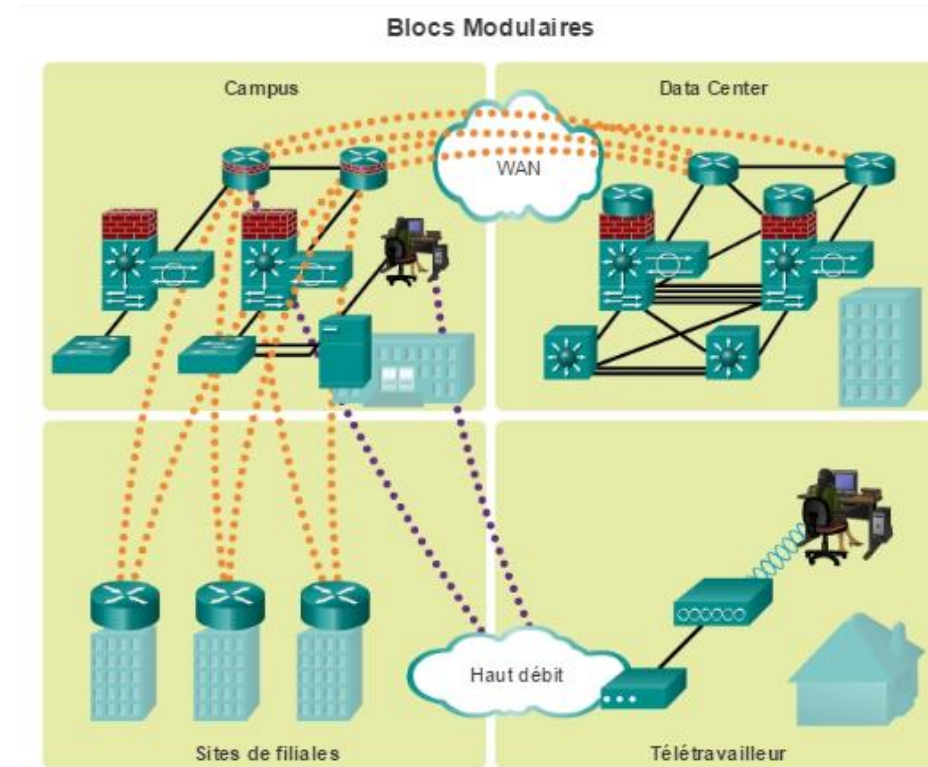 Blocs Modulaires
Campus
Data Center
WAN
Haut débit
Sites de filiales
Télétravailleur